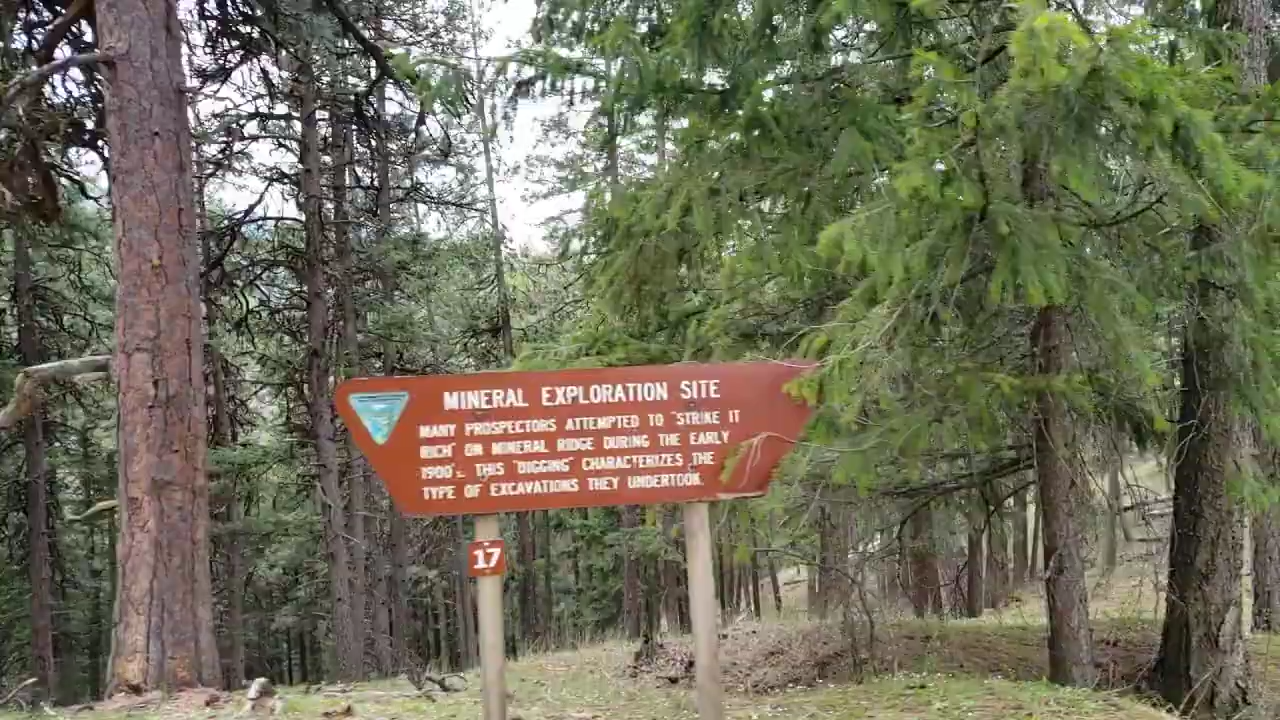 MINERAL EXPLORATION SITE
MANY PROSPECTORS ATTEMPTED TO "STRIKE IT
RICH" ON MINERAL RIDGE DURING THE EARLY
1900's. THIS "DIGGING" CHARACTERIZES THE
TYPE OF EXCAVATIONS THEY UNDERTOOK.
17